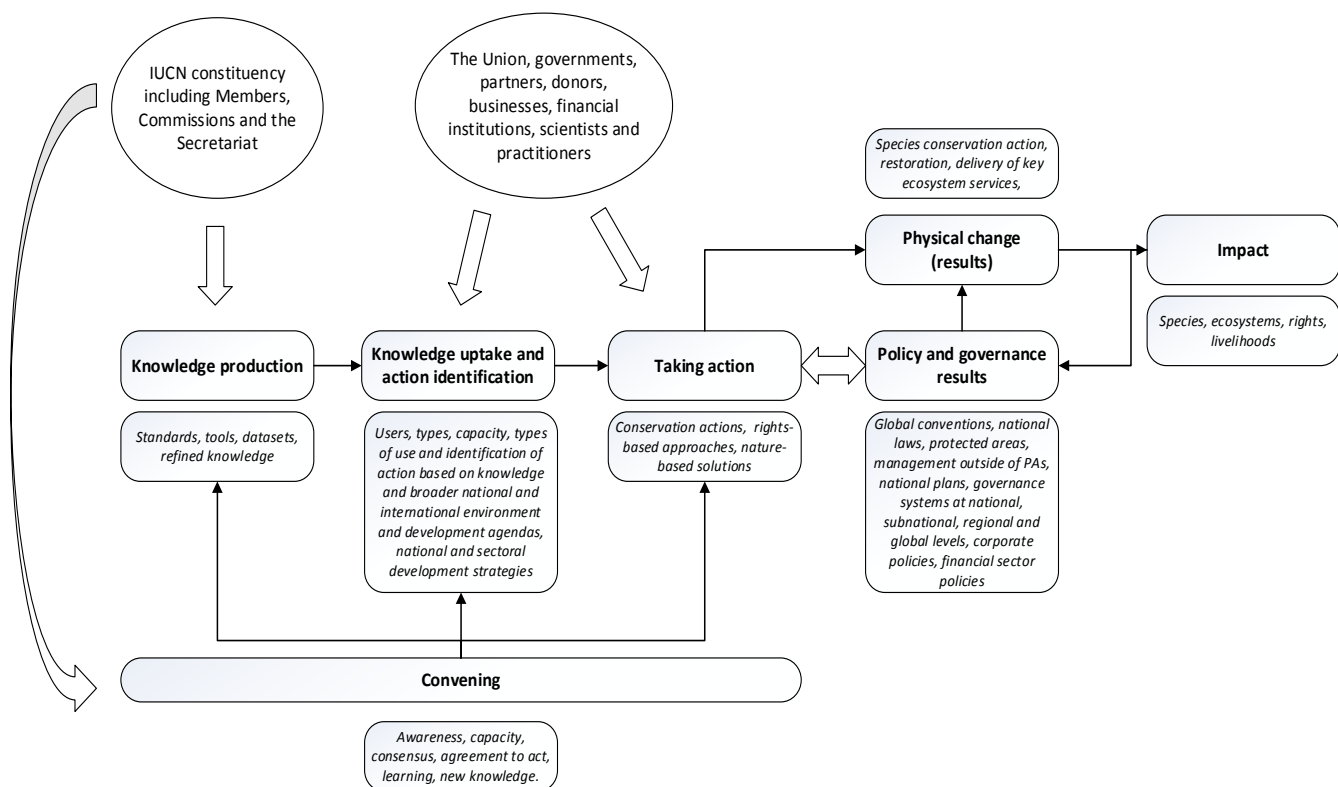 IUCN constituency
including Members,
Commissions and the
Secretariat
The Union, governments,
partners, donors,
businesses, financial
institutions, scientists and
practitioners
Species conservation action,
restoration, delivery of key
ecosystem services,
Physical change
(results)
Impact
Species, ecosystems, rights,
livelihoods
Knowledge production
Knowledge uptake and
action identification
Taking action
Policy and governance
results
Standards, tools, datasets,
refined knowledge
Users, types, capacity, types
of use and identification of
action based on knowledge
and broader national and
international environment
and development agendas,
national and sectoral
development strategies
Conservation actions, rights-
based approaches, nature-
based solutions
Global conventions, national
laws, protected areas,
management outside of PAs,
national plans, governance
systems at national,
subnational, regional and
global levels, corporate
policies, financial sector
policies
Convening
Awareness, capacity,
consensus, agreement to act,
learning, new knowledge.